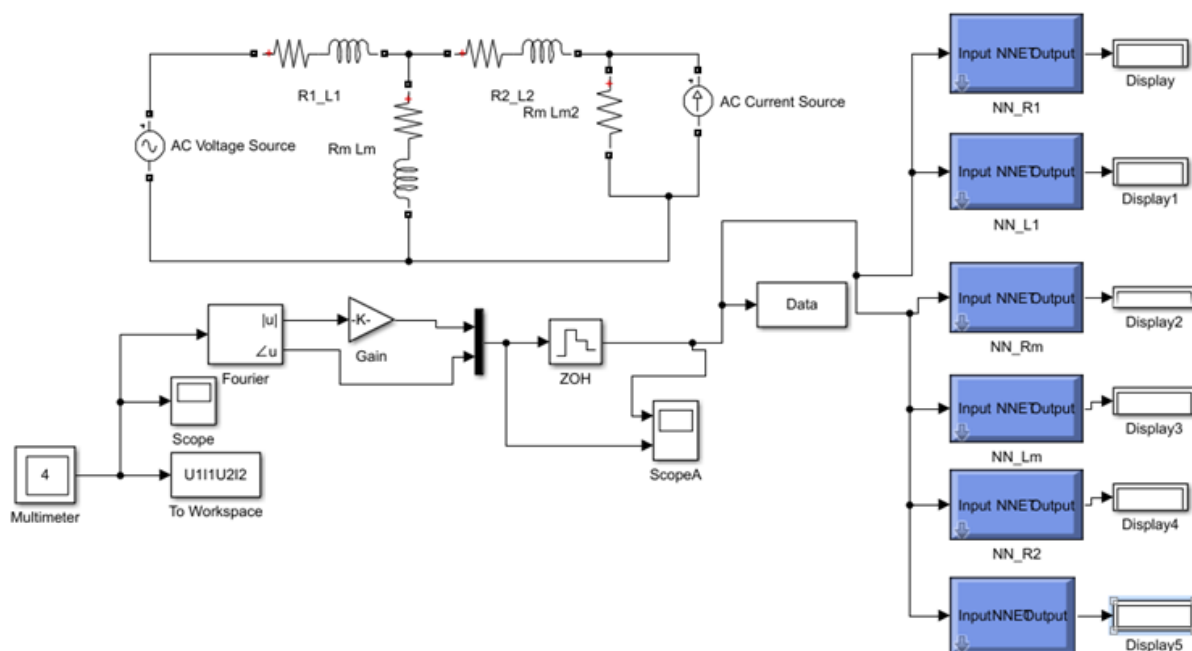 R1_L1
R2_L2
Rm Lm2
AC Current Source
AC Voltage Source
Rm Lm
Input NNET Output
NN_R1
Display
Input NNET Output
NN_L1
Display1
Input NNET Output
NN_Rm
Display2
Input NNET Output
NN_Lm
Display3
Input NNET Output
NN_R2
Display4
Input NNET Output
Display5
|u|
∠u
Fourier
-K-
Gain
ZOH
Data
Scope
ScopeA
4
Multimeter
U1I1U2I2
To Workspace